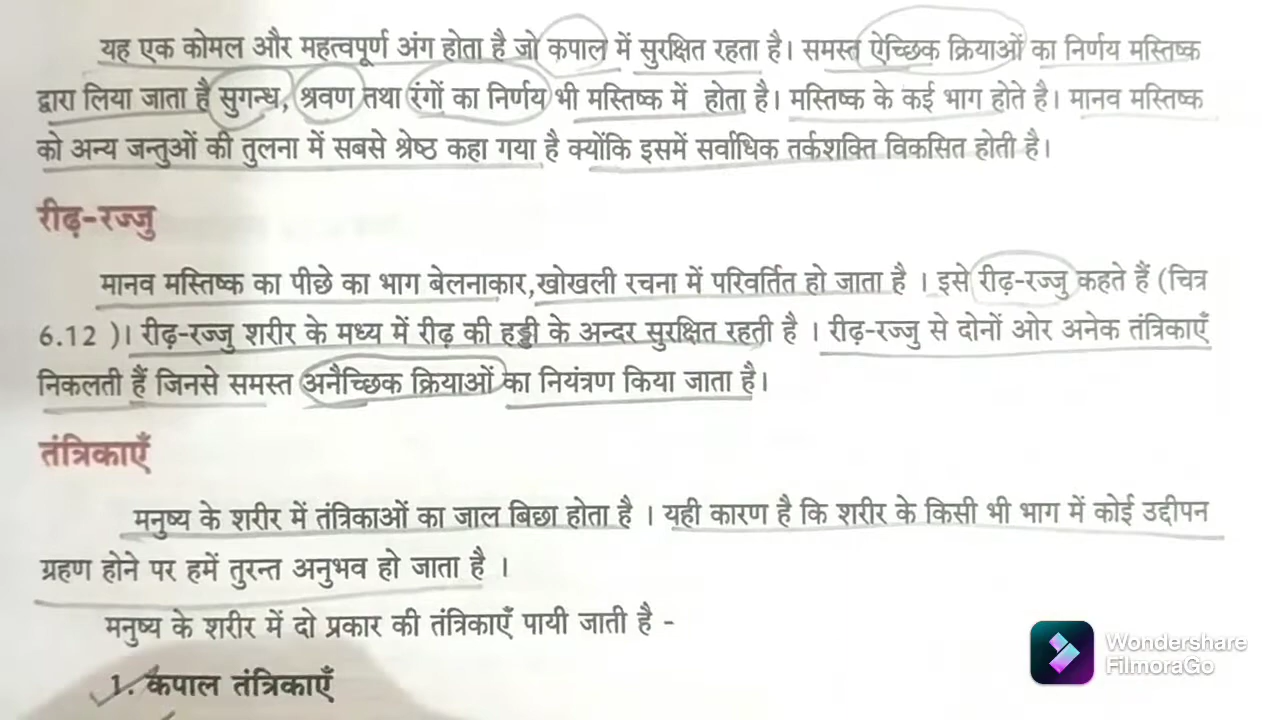 यह एक कोमल और महत्वपूर्ण अंग होता है जो कपाल में सुरक्षित रहता है। समस्त ऐच्छिक क्रियाओं का निर्णय मस्तिष्क
द्वारा लिया जाता है सुगन्ध, श्रवण तथा रंगों का निर्णय भी मस्तिष्क में होता है। मस्तिष्क के कई भाग होते है। मानव मस्तिष्क
को अन्य जन्तुओं की तुलना में सबसे श्रेष्ठ कहा गया है क्योंकि इसमें सर्वाधिक तर्कशक्ति विकसित होती है।
रीढ़-रज्जु
मानव मस्तिष्क का पीछे का भाग बेलनाकार, खोखली रचना में परिवर्तित हो जाता है । इसे रीढ़-रज्जु कहते हैं (चित्र
6.12 )। रीढ़-रज्जु शरीर के मध्य में रीढ़ की हड्डी के अन्दर सुरक्षित रहती है । रीढ़-रज्जु से दोनों ओर अनेक तंत्रिकाएँ
निकलती हैं जिनसे समस्त अनैच्छिक क्रियाओं का नियंत्रण किया जाता है।
तंत्रिकाएँ
मनुष्य के शरीर में तंत्रिकाओं का जाल बिछा होता है । यही कारण है कि शरीर के किसी भी भाग में कोई उद्दीपन
ग्रहण होने पर हमें तुरन्त अनुभव हो जाता है ।
मनुष्य के शरीर में दो प्रकार की तंत्रिकाएँ पायी जाती है -
1. कपाल तंत्रिकाएँ
Wondershare
FilmoraGo